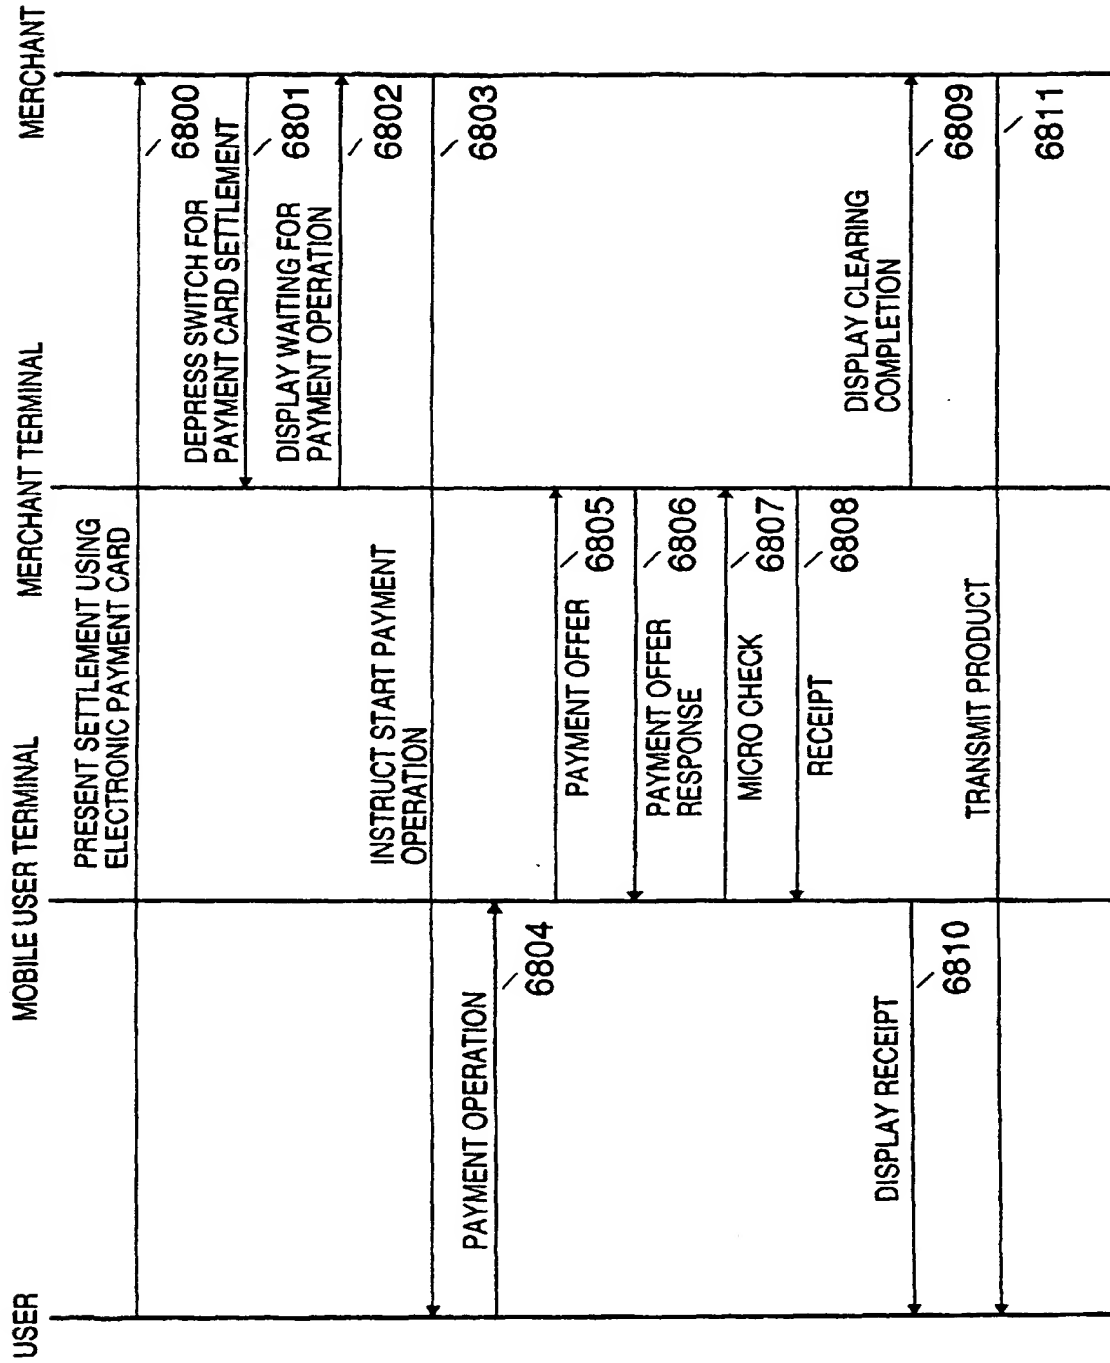 USER
MOBILE USER TERMINAL
MERCHANT TERMINAL
MERCHANT
PRESENT SETTLEMENT USING
ELECTRONIC PAYMENT CARD
6800
DEPRESS SWITCH FOR
PAYMENT CARD SETTLEMENT
6801
DISPLAY WAITING FOR
PAYMENT OPERATION
6802
INSTRUCT START PAYMENT
OPERATION
6803
PAYMENT OPERATION
6804
PAYMENT OFFER
6805
PAYMENT OFFER
RESPONSE
6806
MICRO CHECK
6807
RECEIPT
6808
DISPLAY CLEARING
COMPLETION
6809
DISPLAY RECEIPT
6810
TRANSMIT PRODUCT
6811